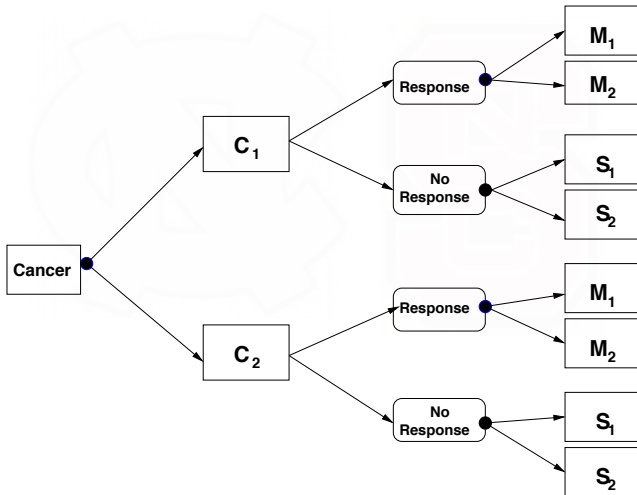 M1
Response
M2
C1
No
Response
S1
S2
Cancer
M1
Response
M2
C2
No
Response
S1
S2